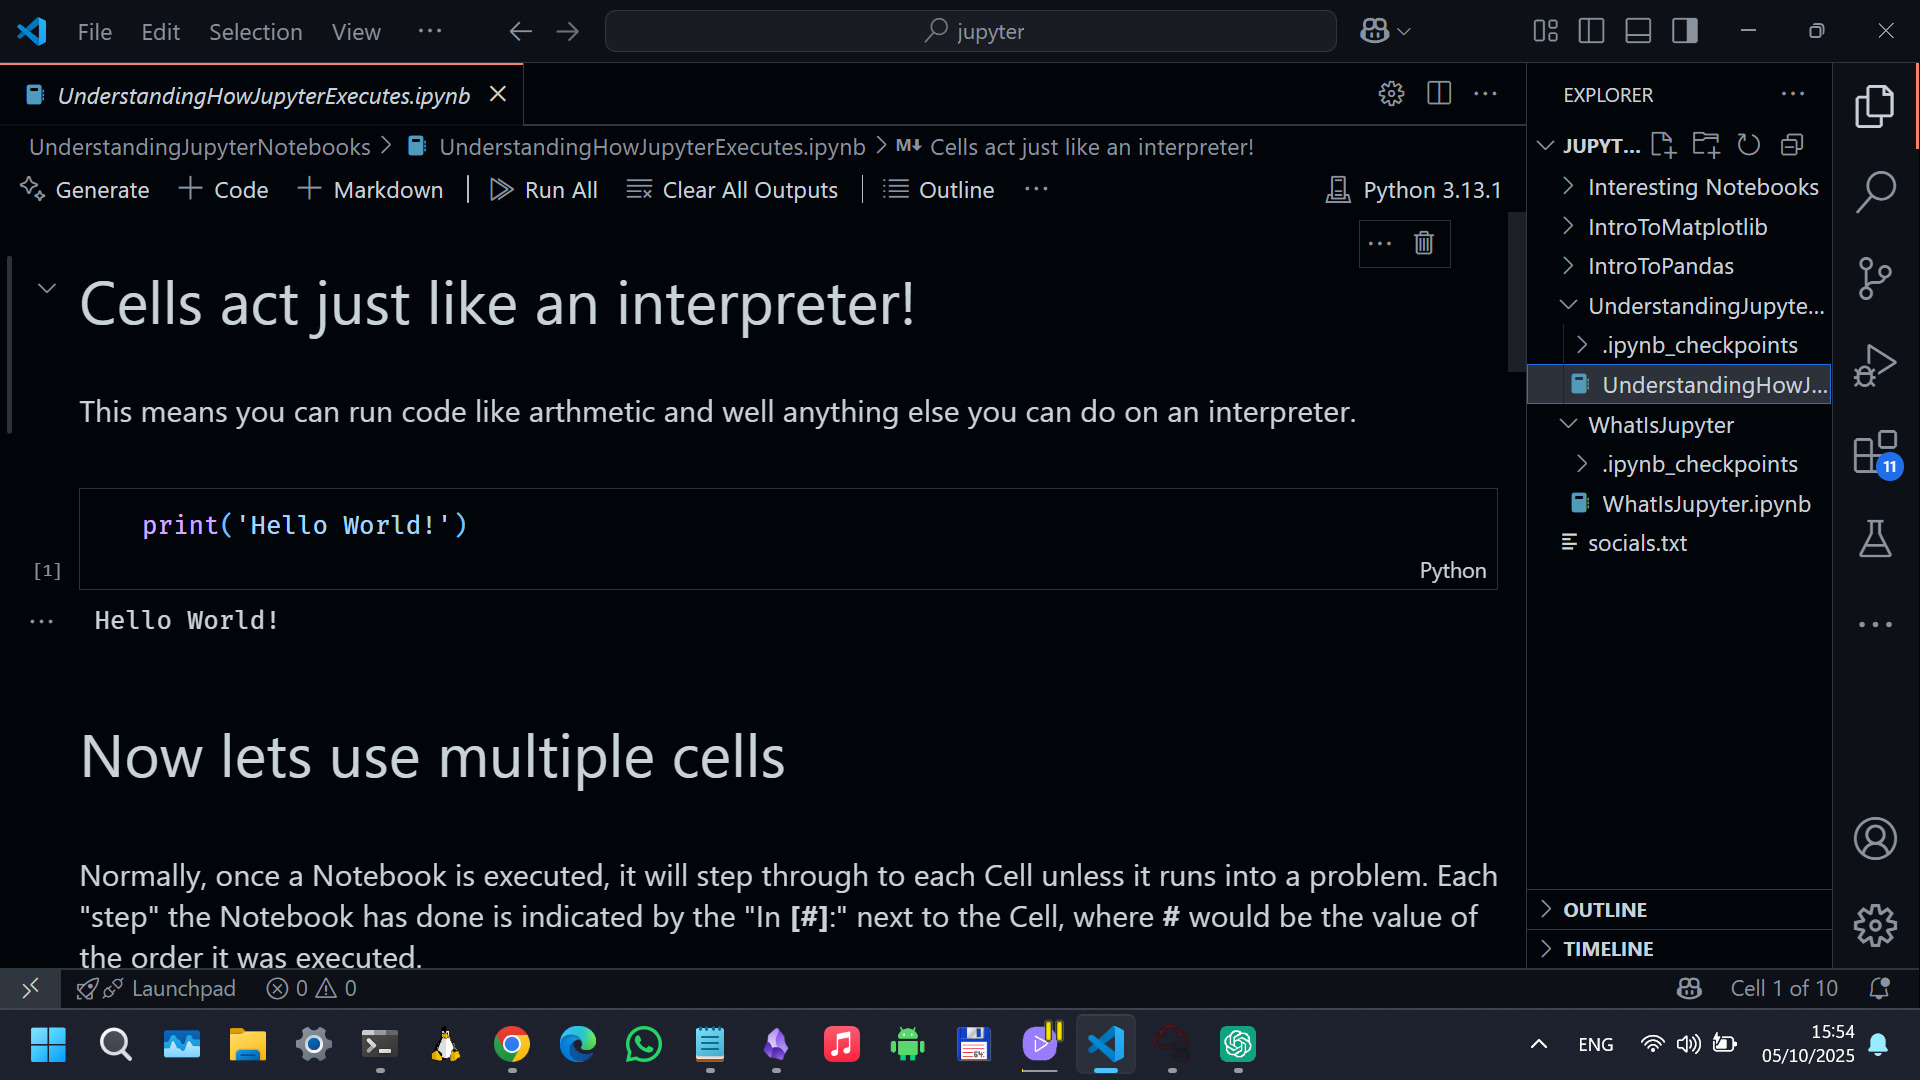 File Edit Selection View ··· jupyter
UnderstandingHowJupyterExecutes.ipynb
UnderstandingJupyterNotebooks > UnderstandingHowJupyterExecutes.ipynb > M↓ Cells act just like an interpreter!
Generate + Code + Markdown | Run All Clear All Outputs | Outline ··· Python 3.13.1
Cells act just like an interpreter!
This means you can run code like arthmetic and well anything else you can do on an interpreter.
print('Hello World!')
[1]
Python
Hello World!
Now lets use multiple cells
Normally, once a Notebook is executed, it will step through to each Cell unless it runs into a problem. Each
"step" the Notebook has done is indicated by the "In [#]:" next to the Cell, where # would be the value of
the order it was executed.
EXPLORER
JUPYT...
Interesting Notebooks
IntroToMatplotlib
IntroToPandas
UnderstandingJupyte...
.ipynb_checkpoints
UnderstandingHowJ...
WhatIsJupyter
.ipynb_checkpoints
WhatIsJupyter.ipynb
socials.txt
OUTLINE
TIMELINE
11
Launchpad 0 0 Cell 1 of 10
64
ENG
15:54
05/10/2025